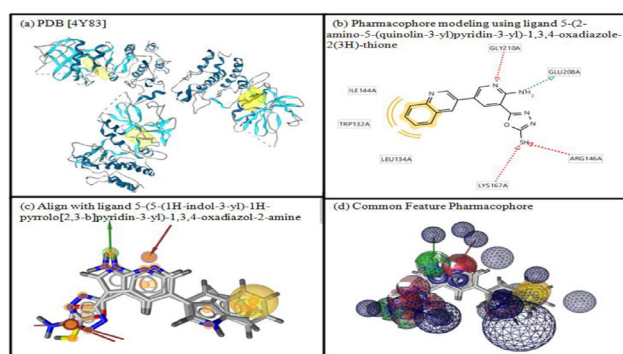 (a) PDB [4Y83]
(b) Pharmacophore modeling using ligand 5-(2-
amino-5-(quinolin-3-yl)pyridin-3-yl)-1,3,4-oxadiazole-
2(3H)-thione
GLY210A
GLU208A
ILE144A
N
N
NH₂
TRP132A
N
N
O
LEU134A
SH
ARG146A
LYS167A
(c) Align with ligand 5-(5-(1H-indol-3-yl)-1H-
pyrrolo[2,3-b]pyridin-3-yl)-1,3,4-oxadiazol-2-amine
(d) Common Feature Pharmacophore